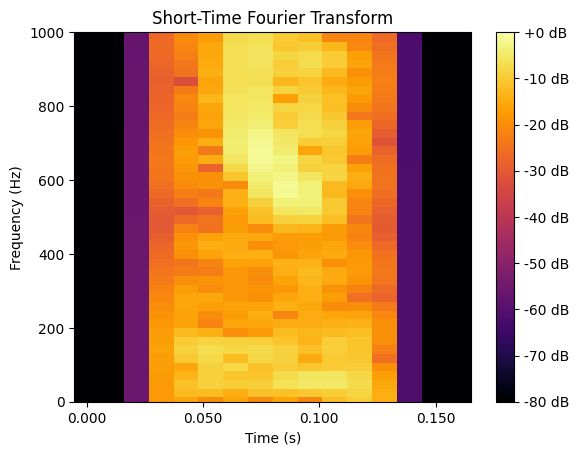 Short-Time Fourier Transform
1000
800
600
400
200
0
Frequency (Hz)
0.000
0.050
0.100
0.150
Time (s)
+0 dB
-10 dB
-20 dB
-30 dB
-40 dB
-50 dB
-60 dB
-70 dB
-80 dB